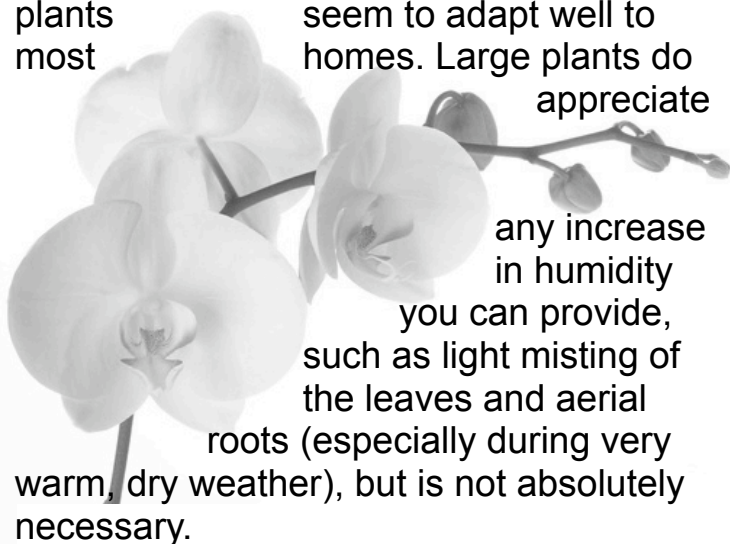 plants seem to adapt well to
most homes. Large plants do
appreciate
any increase
in humidity
you can provide,
such as light misting of
the leaves and aerial
roots (especially during very
warm, dry weather), but is not absolutely
necessary.